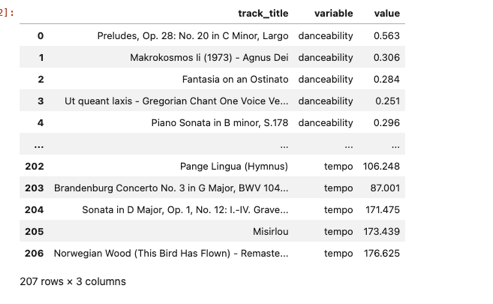 2]:
track_title variable value
0 Preludes, Op. 28: No. 20 in C Minor, Largo danceability 0.563
1 Makrokosmos Ii (1973) - Agnus Dei danceability 0.306
2 Fantasia on an Ostinato danceability 0.284
3 Ut queant laxis - Gregorian Chant One Voice Ve... danceability 0.251
4 Piano Sonata in B minor, S.178 danceability 0.296
... ... ... ...
202 Pange Lingua (Hymnus) tempo 106.248
203 Brandenburg Concerto No. 3 in G Major, BWV 104... tempo 87.001
204 Sonata in D Major, Op. 1, No. 12: I.-IV. Grave... tempo 171.475
205 Misirlou tempo 173.439
206 Norwegian Wood (This Bird Has Flown) - Remaste... tempo 176.625
207 rows × 3 columns